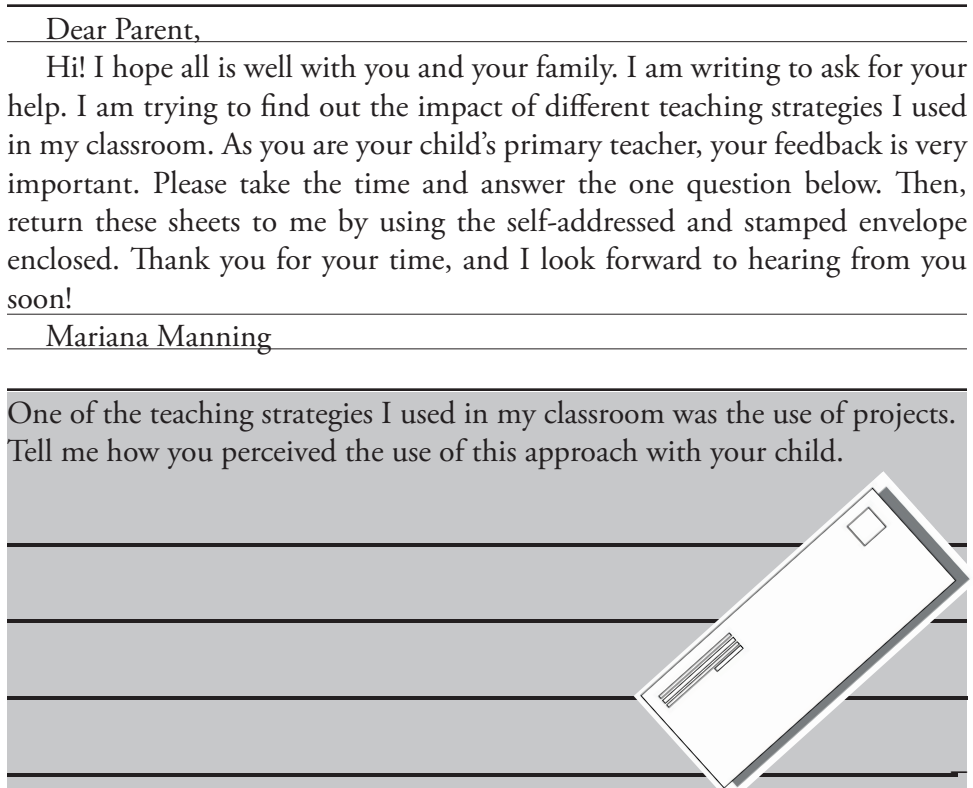 Dear Parent,
Hi! I hope all is well with you and your family. I am writing to ask for your
help. I am trying to find out the impact of different teaching strategies I used
in my classroom. As you are your child’s primary teacher, your feedback is very
important. Please take the time and answer the one question below. Then,
return these sheets to me by using the self-addressed and stamped envelope
enclosed. Thank you for your time, and I look forward to hearing from you
soon!
Mariana Manning
One of the teaching strategies I used in my classroom was the use of projects.
Tell me how you perceived the use of this approach with your child.